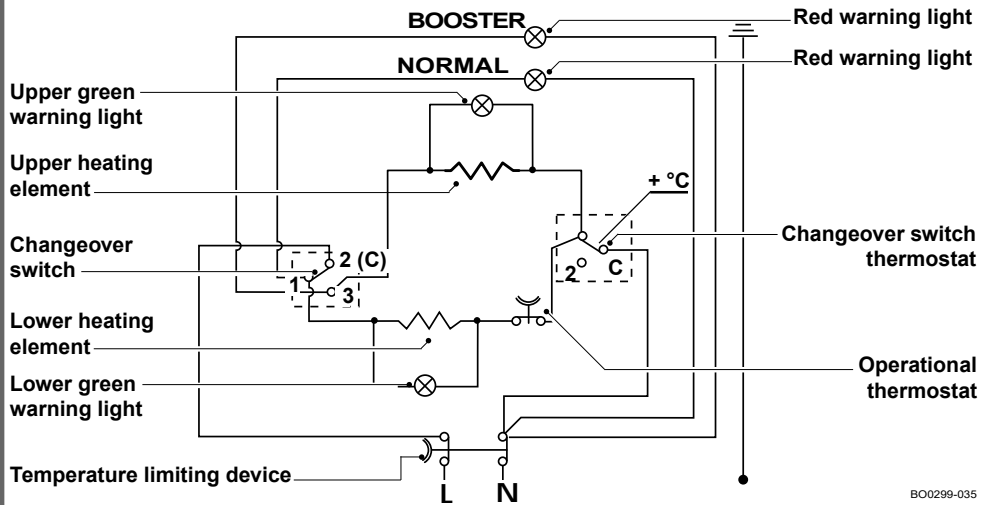 BOOSTER
Red warning light
NORMAL
Red warning light
Upper green
warning light
Upper heating
element
+ °C
Changeover
switch
2 (C)
1
3
2
C
Changeover switch
thermostat
Lower heating
element
Operational
thermostat
Lower green
warning light
Temperature limiting device
L
N
BO0299-035